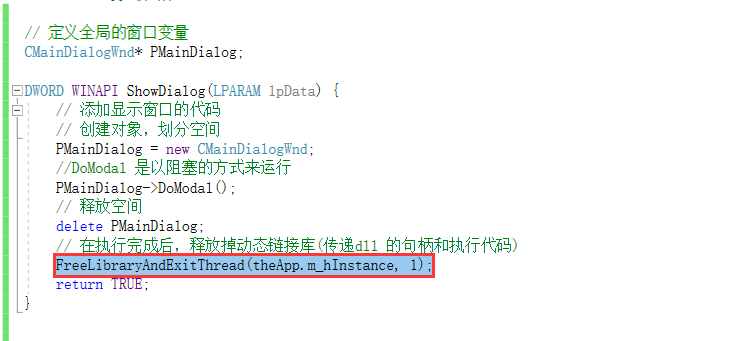 // 定义全局的窗口变量
CMainDialogWnd* PMainDialog;
DWORD WINAPI ShowDialog(LPARAM lpData) {
// 添加显示窗口的代码
// 创建对象，划分空间
PMainDialog = new CMainDialogWnd;
//DoModal 是以阻塞的方式来运行
PMainDialog->DoModal();
// 释放空间
delete PMainDialog;
// 在执行完成后，释放掉动态链接库(传递dll 的句柄和执行代码)
FreeLibraryAndExitThread(theApp.m_hInstance, 1);
return TRUE;
}